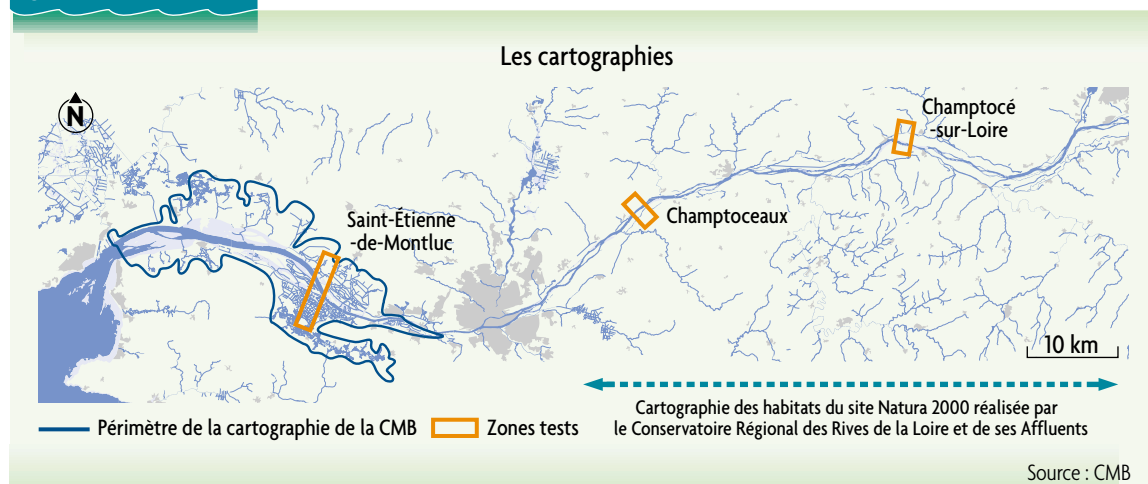 Les cartographies
N
Champtocé
-sur-Loire
Saint-Étienne
-de-Montluc
Champtoceaux
10 km
Périmètre de la cartographie de la CMB
Zones tests
Cartographie des habitats du site Natura 2000 réalisée par
le Conservatoire Régional des Rives de la Loire et de ses Affluents
Source : CMB